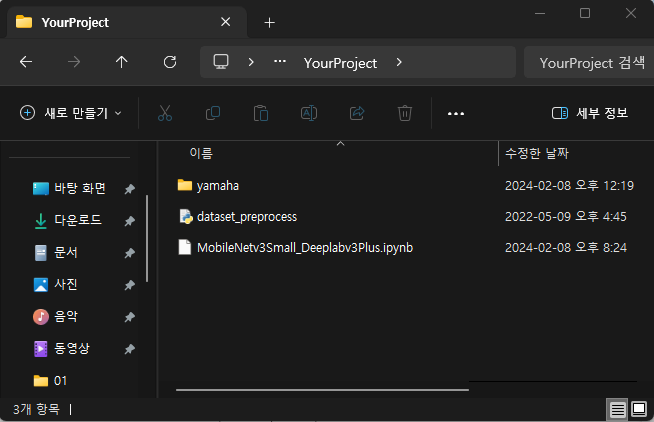 YourProject
YourProject
YourProject 검색
새로 만들기
세부 정보
이름
수정한 날짜
바탕 화면
다운로드
문서
사진
음악
동영상
01
yamaha
2024-02-08 오후 12:19
dataset_preprocess
2022-05-09 오후 4:45
MobileNetv3Small_Deeplabv3Plus.ipynb
2024-02-08 오후 8:24
3개 항목